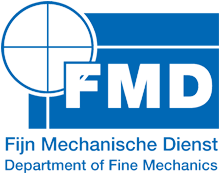 FMD
Fijn Mechanische Dienst
Department of Fine Mechanics